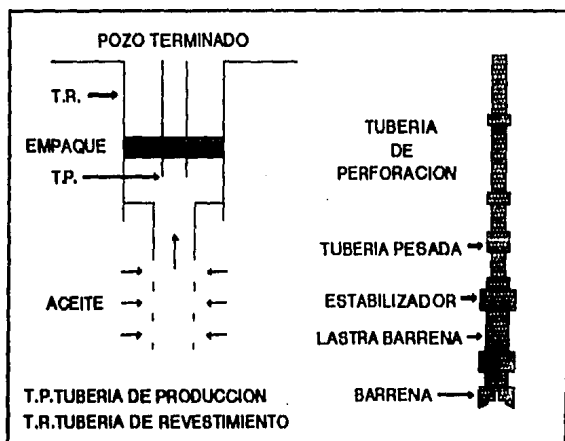 POZO TERMINADO
T.R.
EMPAQUE
T.P.
ACEITE
T.P.TUBERIA DE PRODUCCION
T.R.TUBERIA DE REVESTIMIENTO
TUBERIA
DE
PERFORACION
TUBERIA PESADA
ESTABILIZADOR
LASTRA BARRENA
BARRENA